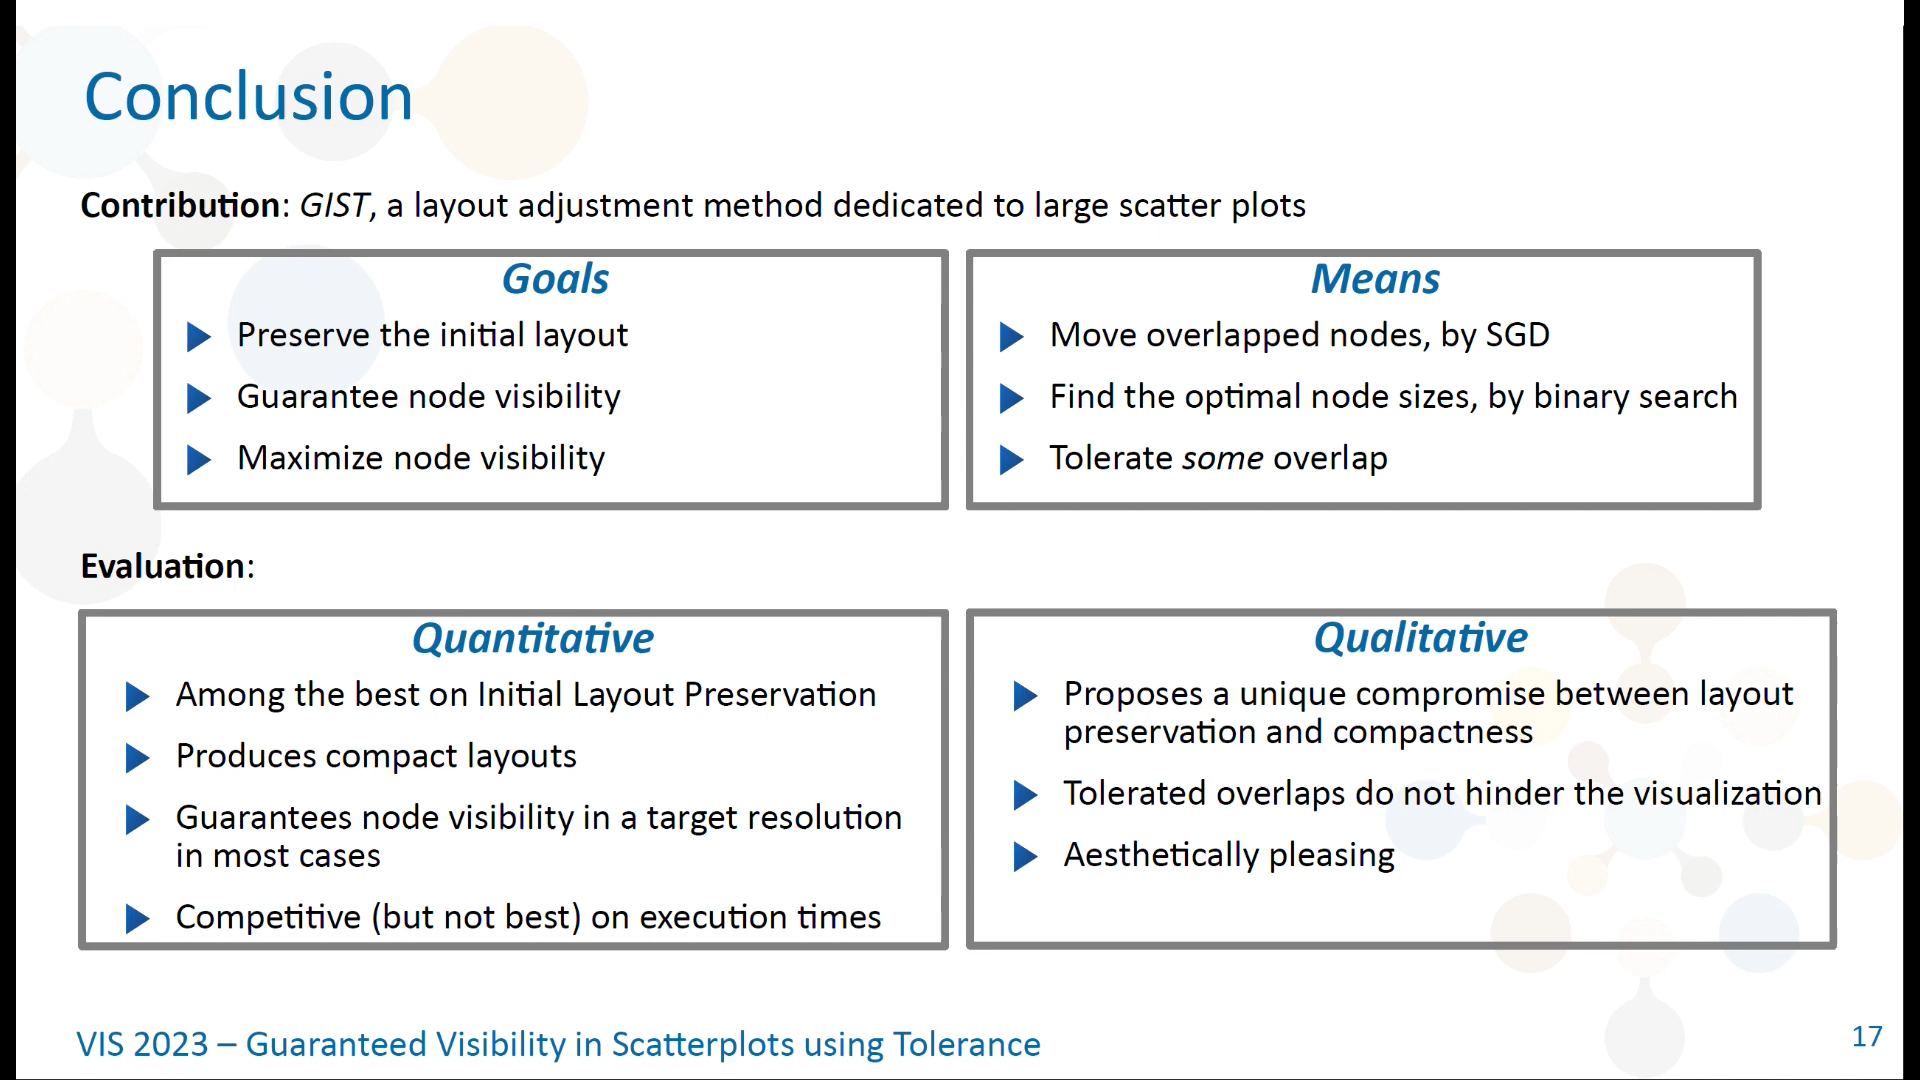 Conclusion
Contribution: GIST, a layout adjustment method dedicated to large scatter plots
Goals
Preserve the initial layout
Guarantee node visibility
Maximize node visibility
Means
Move overlapped nodes, by SGD
Find the optimal node sizes, by binary search
Tolerate some overlap
Evaluation:
Quantitative
Among the best on Initial Layout Preservation
Produces compact layouts
Guarantees node visibility in a target resolution
in most cases
Competitive (but not best) on execution times
Qualitative
Proposes a unique compromise between layout
preservation and compactness
Tolerated overlaps do not hinder the visualization
Aesthetically pleasing
VIS 2023 – Guaranteed Visibility in Scatterplots using Tolerance
17